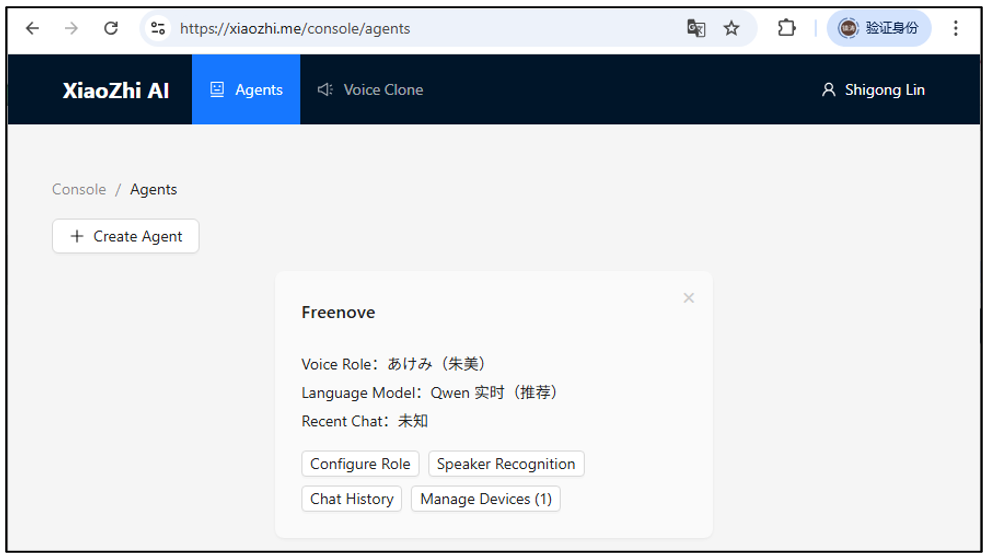 https://xiaozhi.me/console/agents 验证身份
XiaoZhi AI Agents Voice Clone Shigong Lin
Console / Agents
+ Create Agent
Freenove
Voice Role：あけみ（朱美）
Language Model：Qwen 实时（推荐）
Recent Chat：未知
Configure Role Speaker Recognition
Chat History Manage Devices (1)